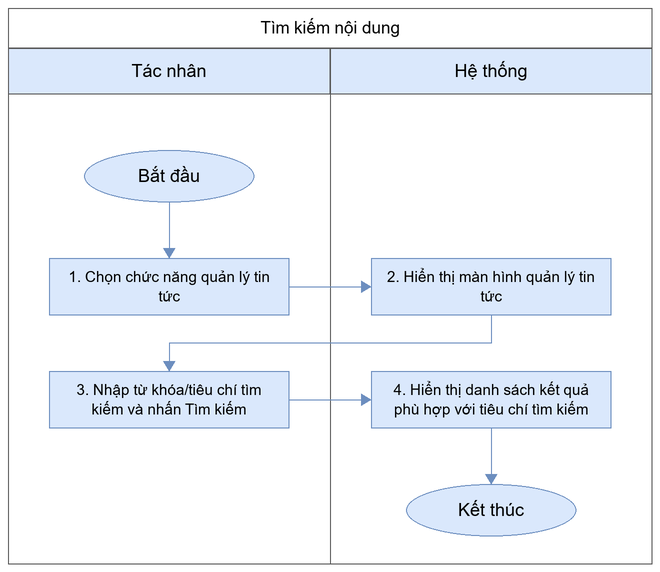 Tìm kiếm nội dung
Tác nhân
Hệ thống
Bắt đầu
1. Chọn chức năng quản lý tin
tức
2. Hiển thị màn hình quản lý tin
tức
3. Nhập từ khóa/tiêu chí tìm
kiếm và nhấn Tìm kiếm
4. Hiển thị danh sách kết quả
phù hợp với tiêu chí tìm kiếm
Kết thúc